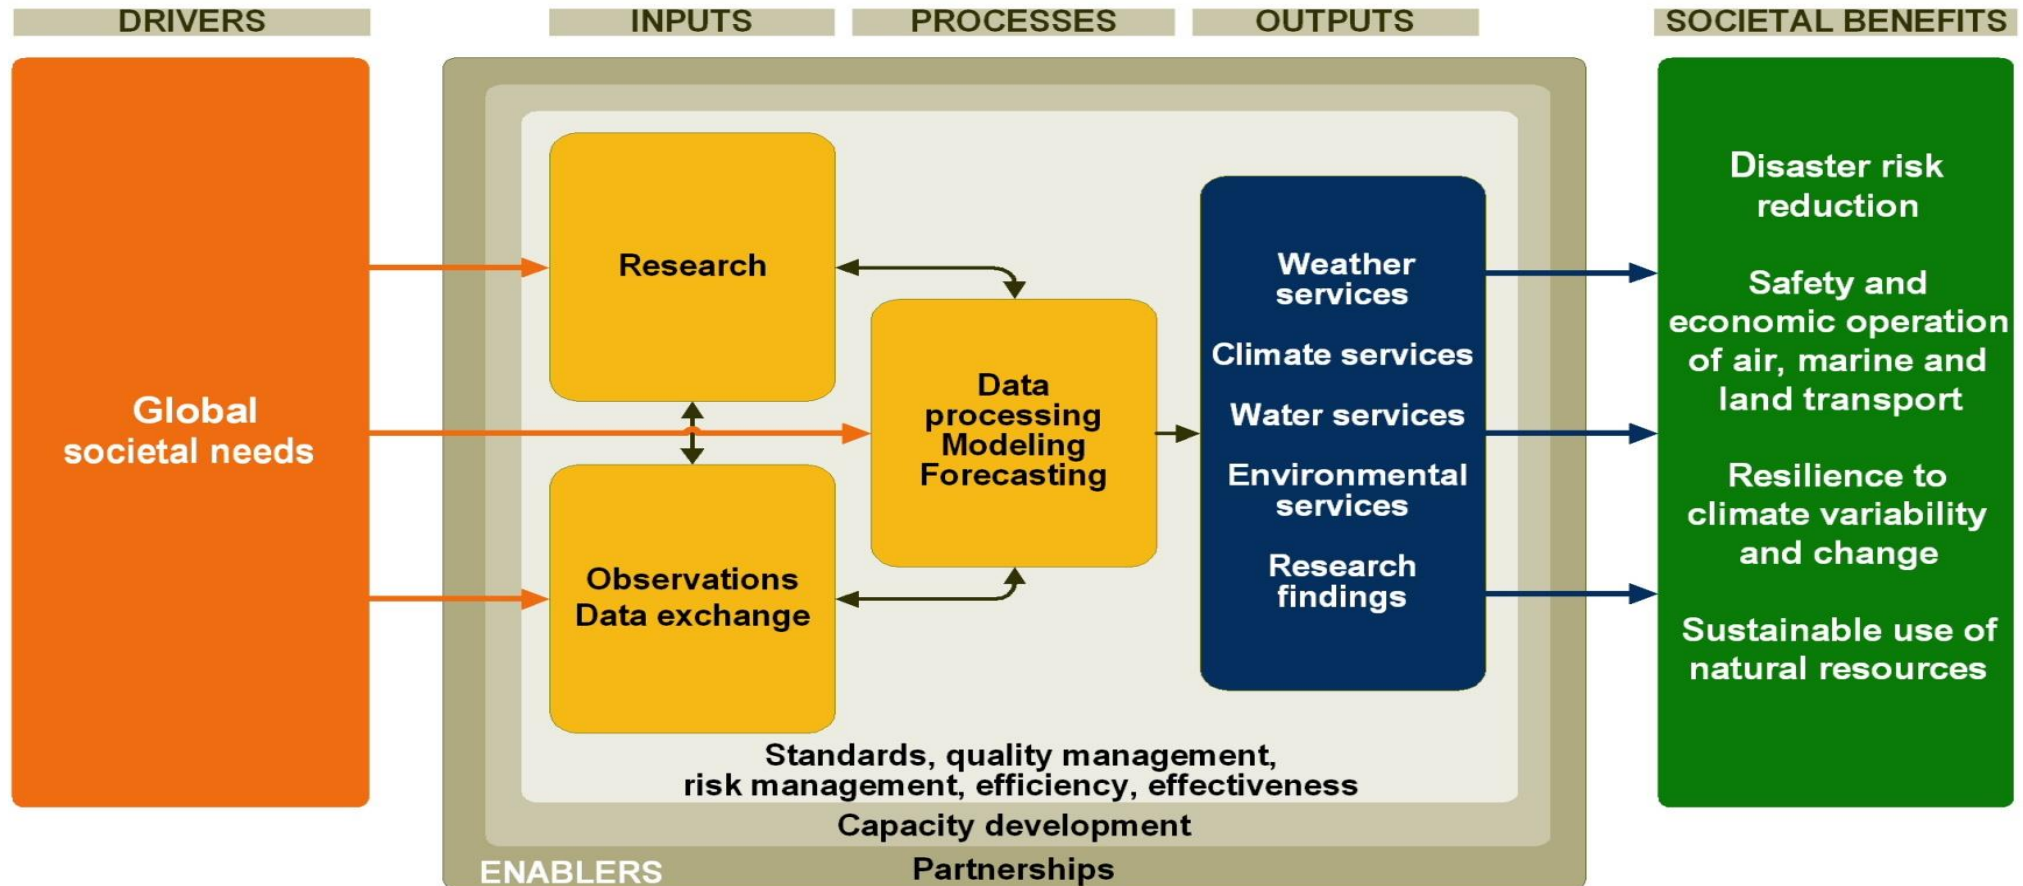 DRIVERS
INPUTS
PROCESSES
OUTPUTS
SOCIETAL BENEFITS
Global
societal needs
Research
Observations
Data exchange
Data
processing
Modeling
Forecasting
Weather
services
Climate services
Water services
Environmental
services
Research
findings
Disaster risk
reduction
Safety and
economic operation
of air, marine and
land transport
Resilience to
climate variability
and change
Sustainable use of
natural resources
Standards, quality management,
risk management, efficiency, effectiveness
Capacity development
ENABLERS
Partnerships